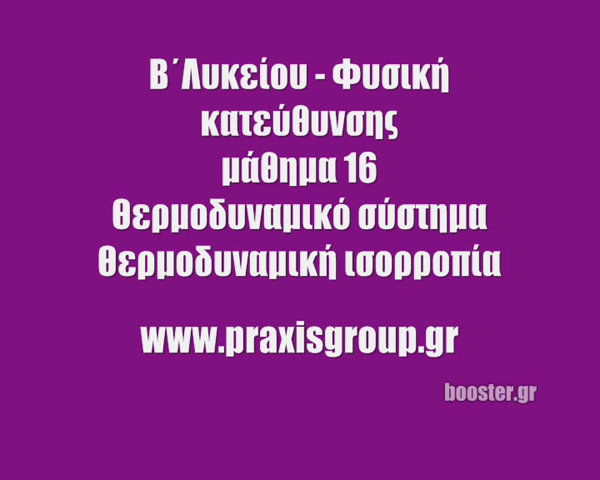 Β΄Λυκείου - Φυσική
κατεύθυνσης
μάθημα 16
θερμοδυναμικό σύστημα
θερμοδυναμική ισορροπία
www.praxisgroup.gr
booster.gr